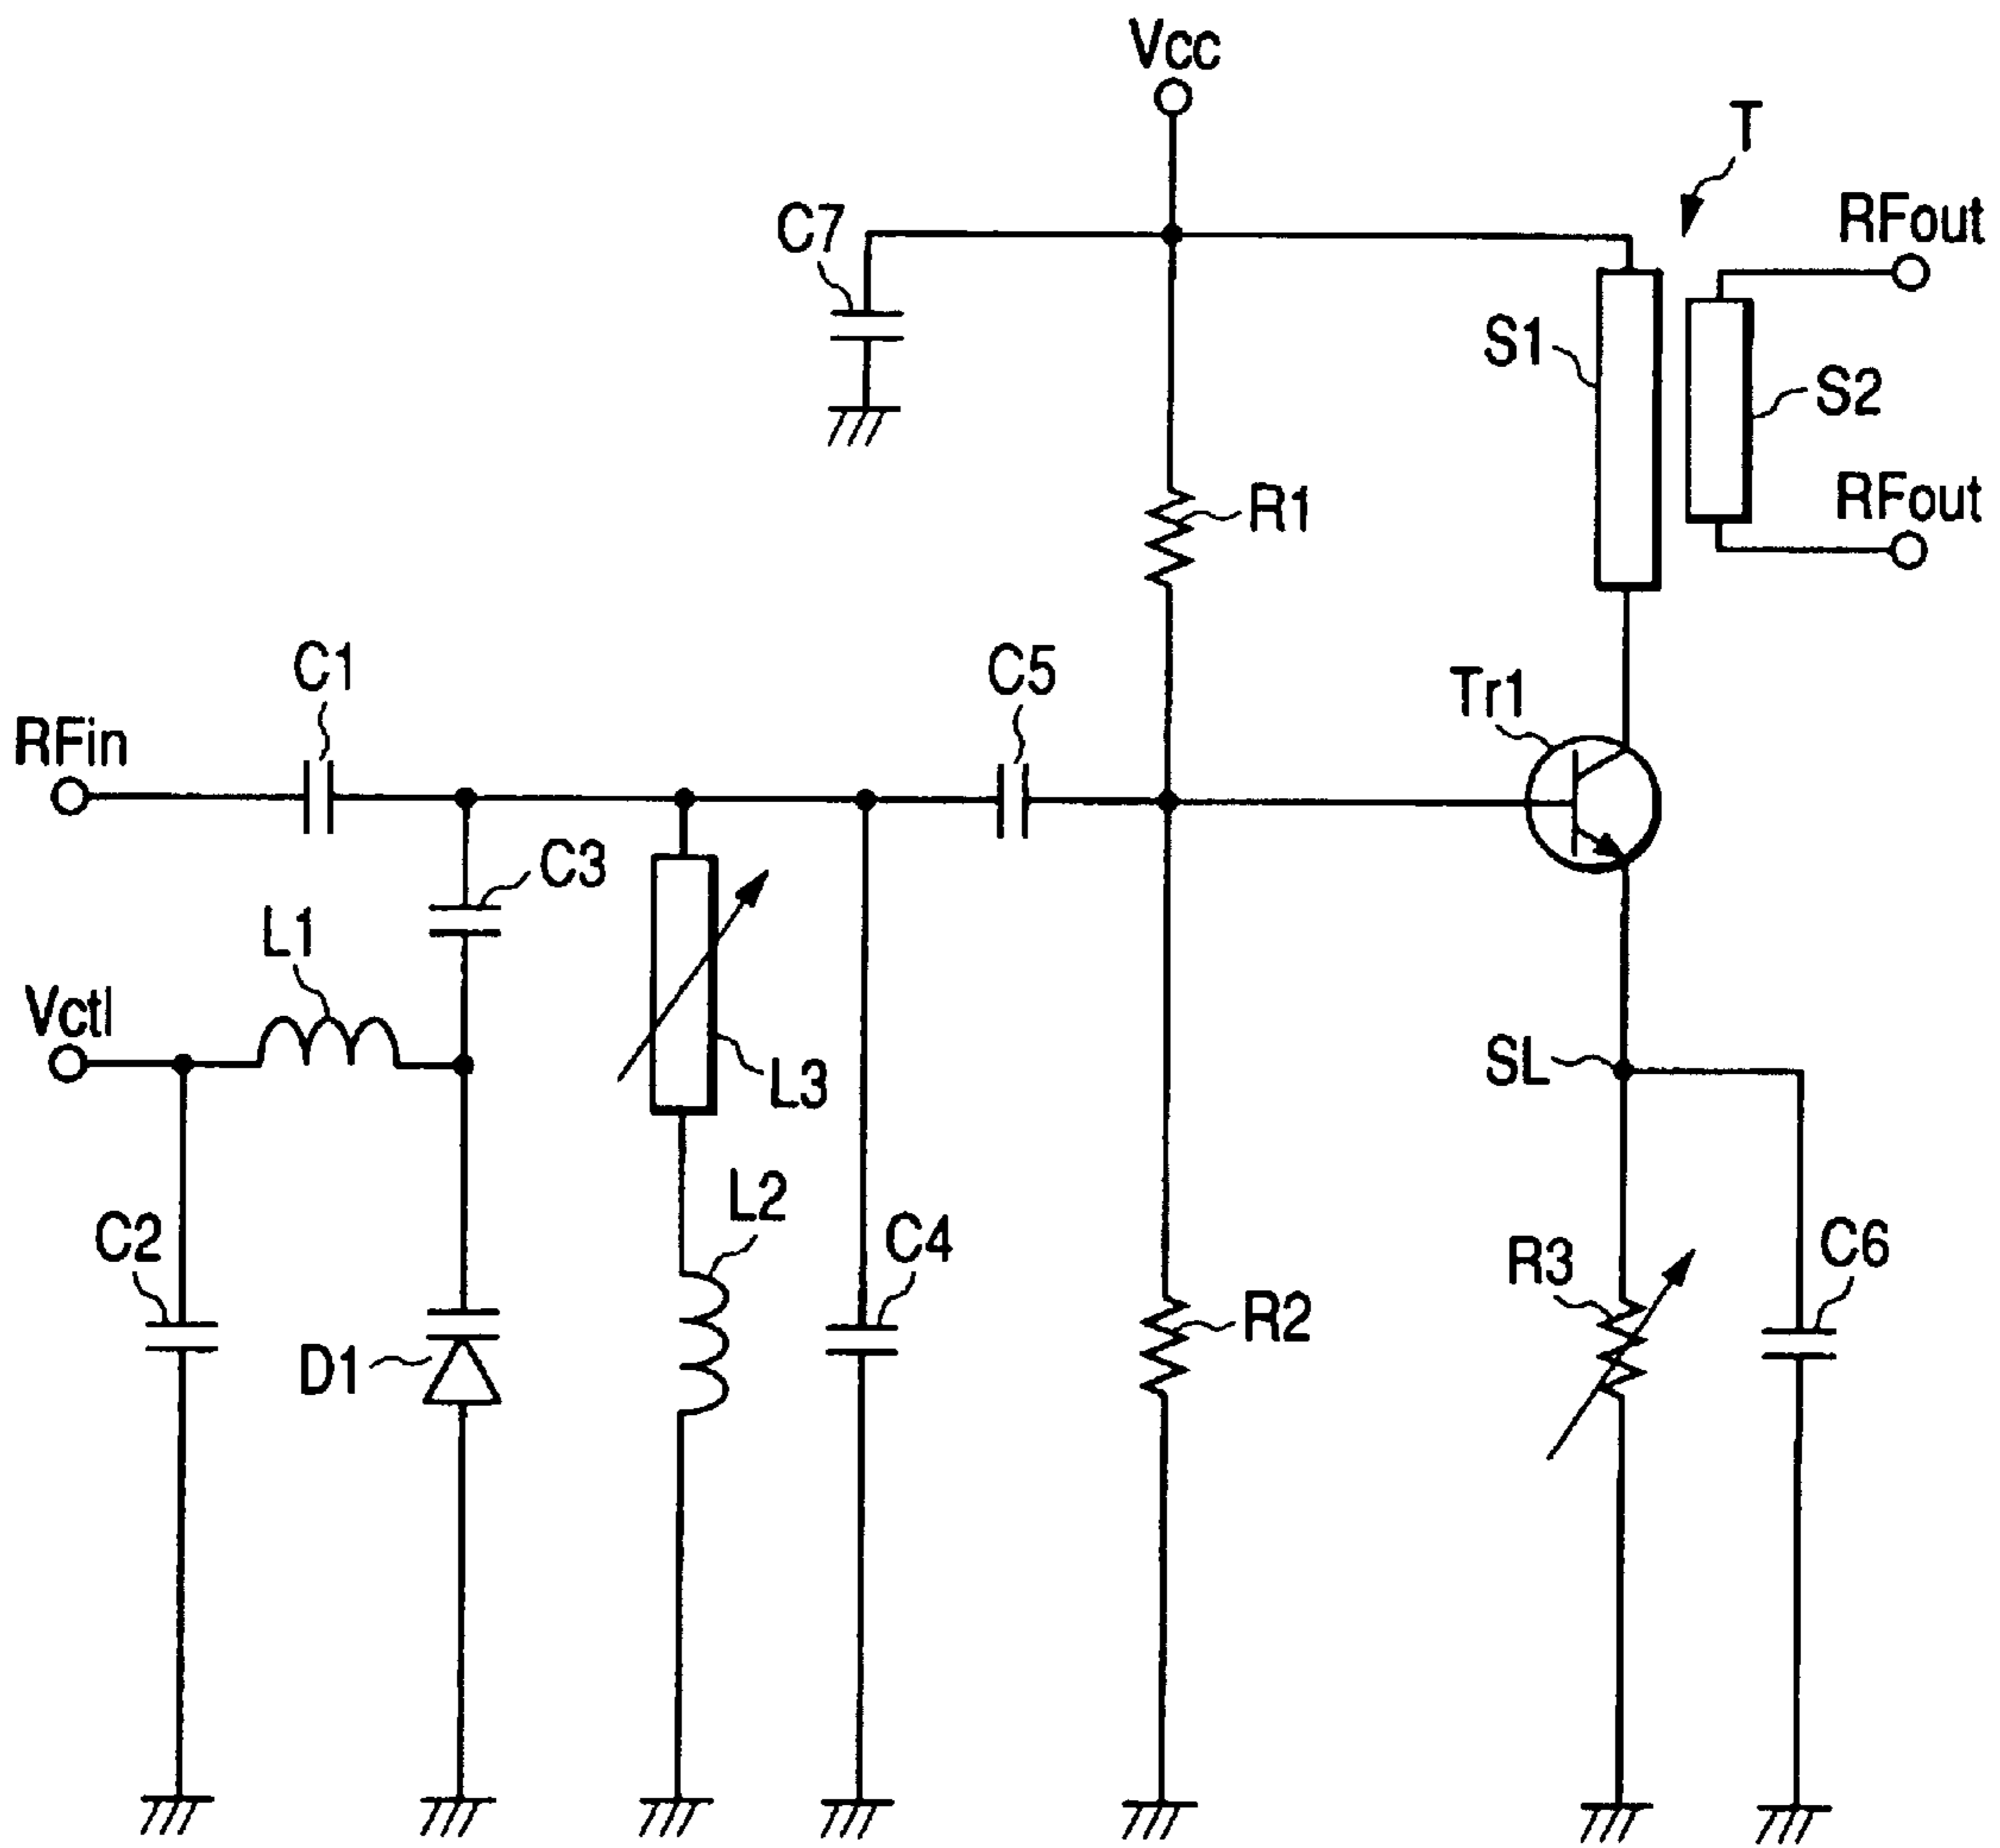 Vcc
T
C7
RFout
S1
S2
RFout
R1
C1
C5
Tr1
RFin
C3
L1
Vctl
L3
SL
L2
C2
C4
R3
C6
R2
D1